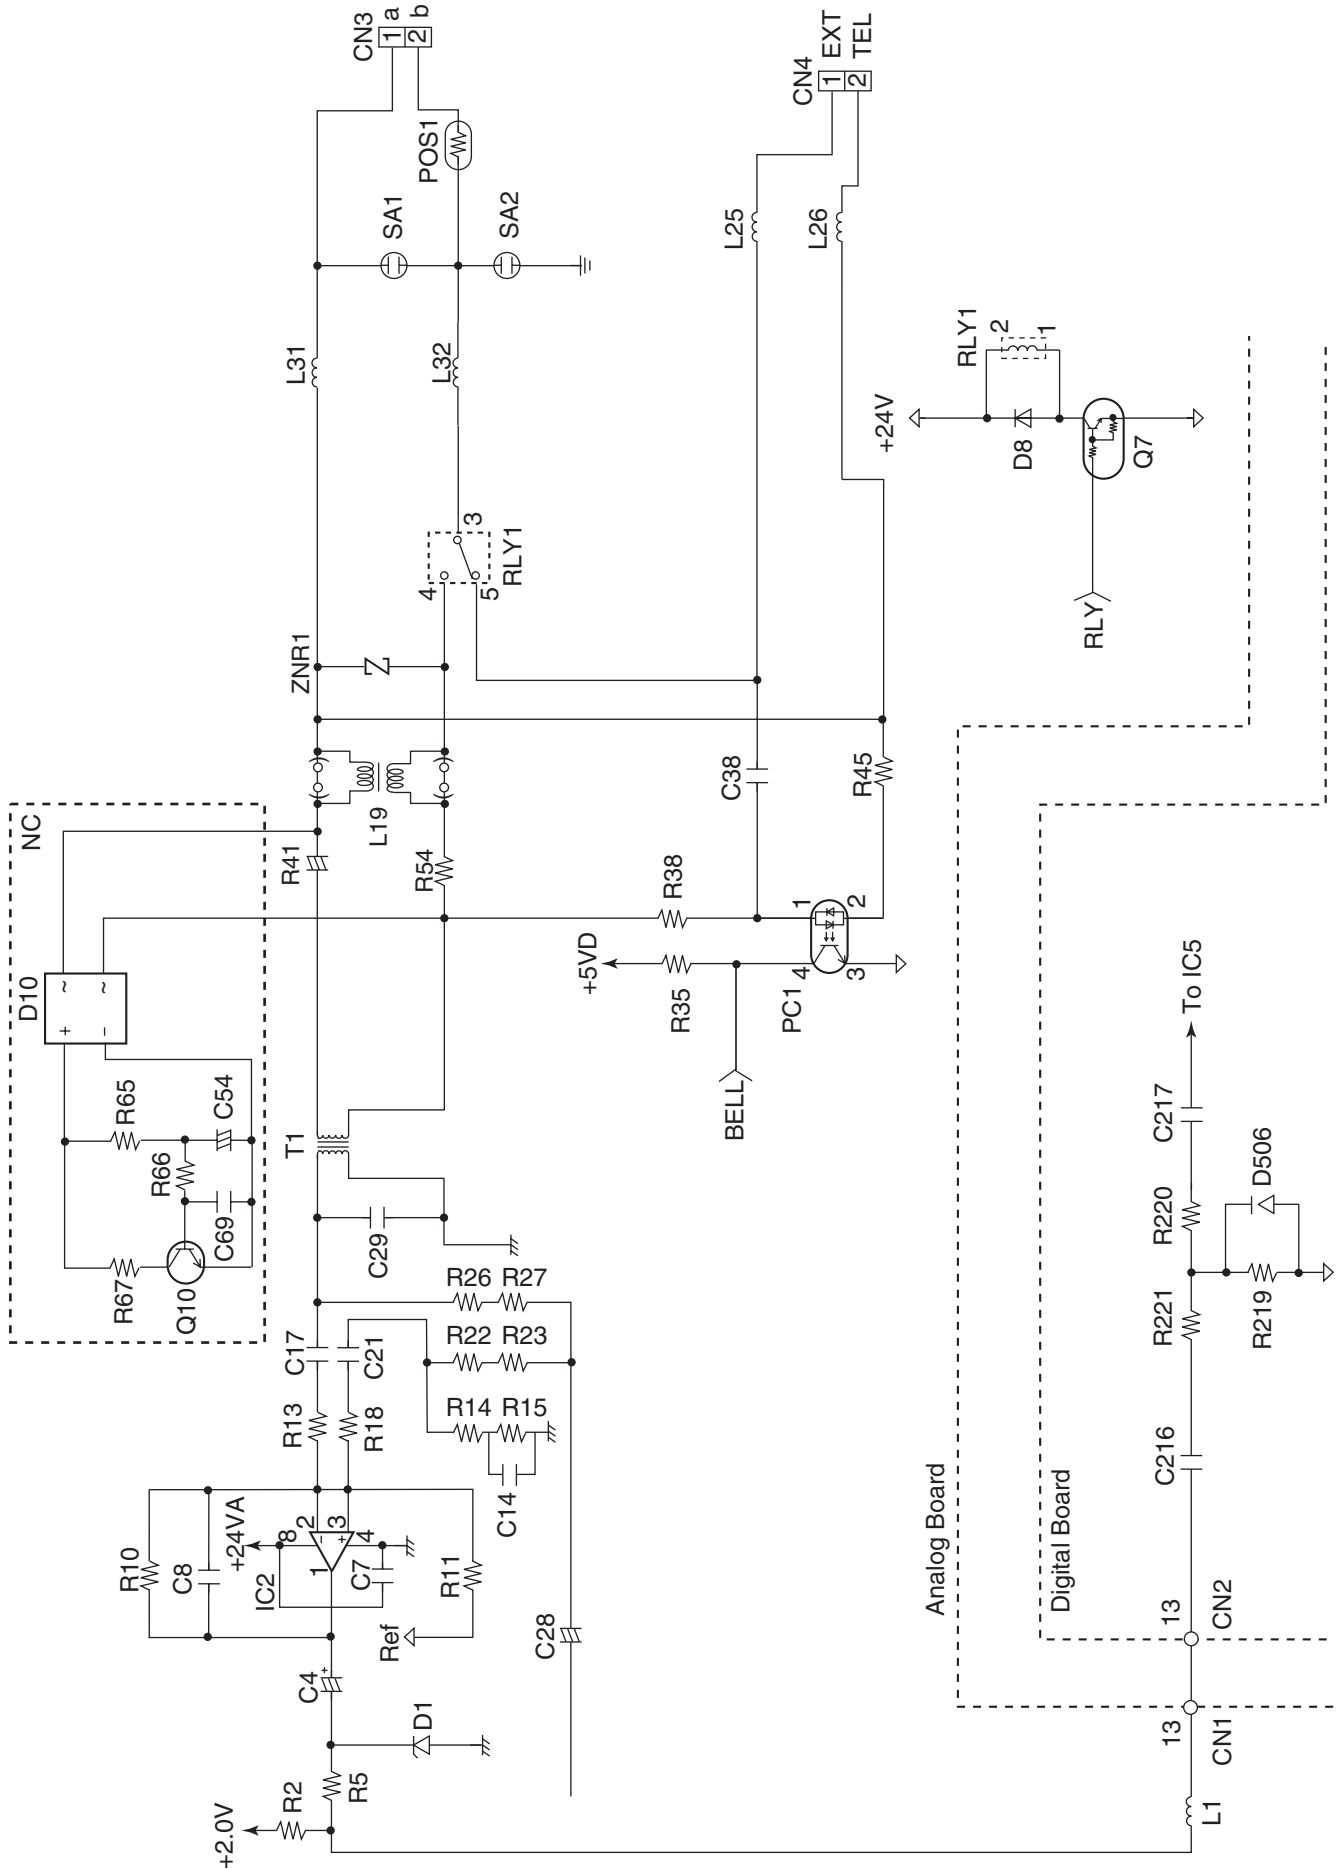 CN3
1 a
2 b
POS1
SA1
SA2
L31
L32
CN4
1 EXT
2 TEL
L25
L26
RLY1
2
1
+24V
D8
Q7
RLY
3
4
5
RLY1
ZNR1
NC
L19
R41
R54
C38
R45
R38
+5VD
R35
1
2
4
3
PC1
BELL
D10
~
~
+
−
R65
C54
R66
C69
R67
Q10
T1
C29
R26 R27
R22 R23
R14 R15
C14
C17
C21
R13
R18
R10
C8
+24VA
8
2
−
3
+
4
1
IC2
C7
R11
Ref
C28
C4
+
D1
R5
R2
+2.0V
Analog Board
Digital Board
To IC5
C217
R220
D506
R221
R219
C216
13
CN2
13
CN1
L1